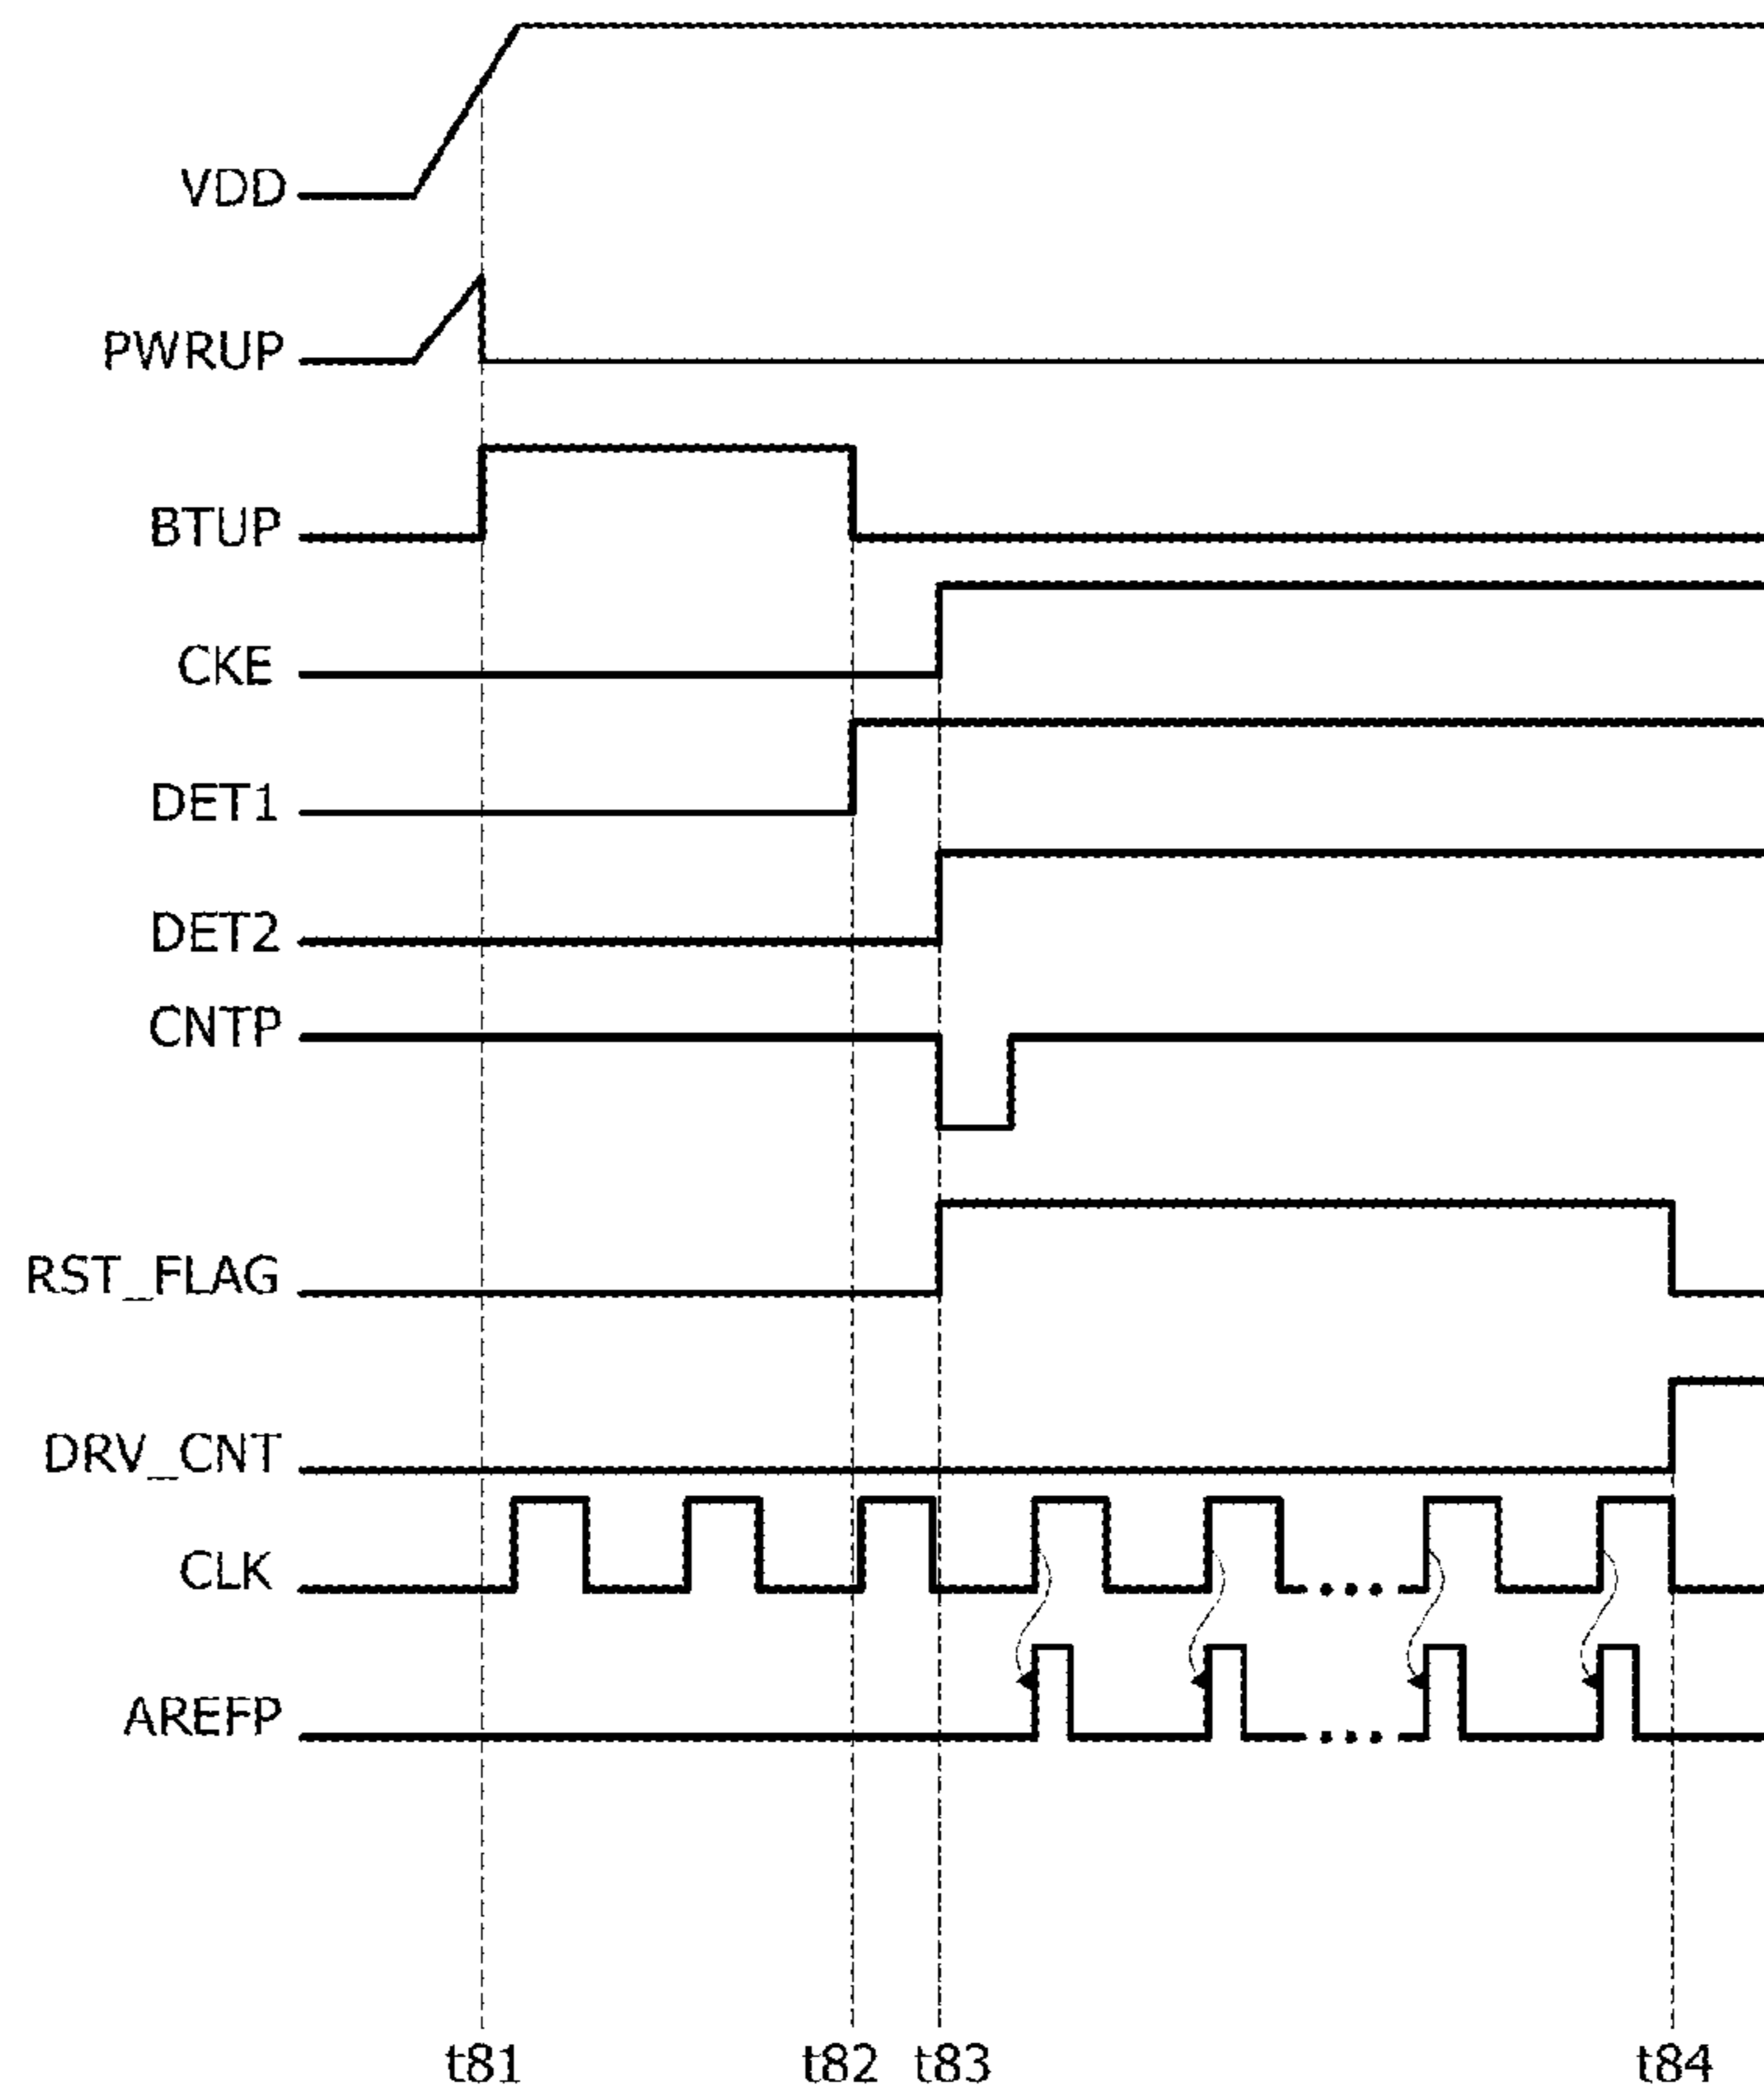 VDD
PWRUP
BTUP
CKE
DET1
DET2
CNTP
RST_FLAG
DRV_CNT
CLK
AREFP
t81 t82 t83 t84